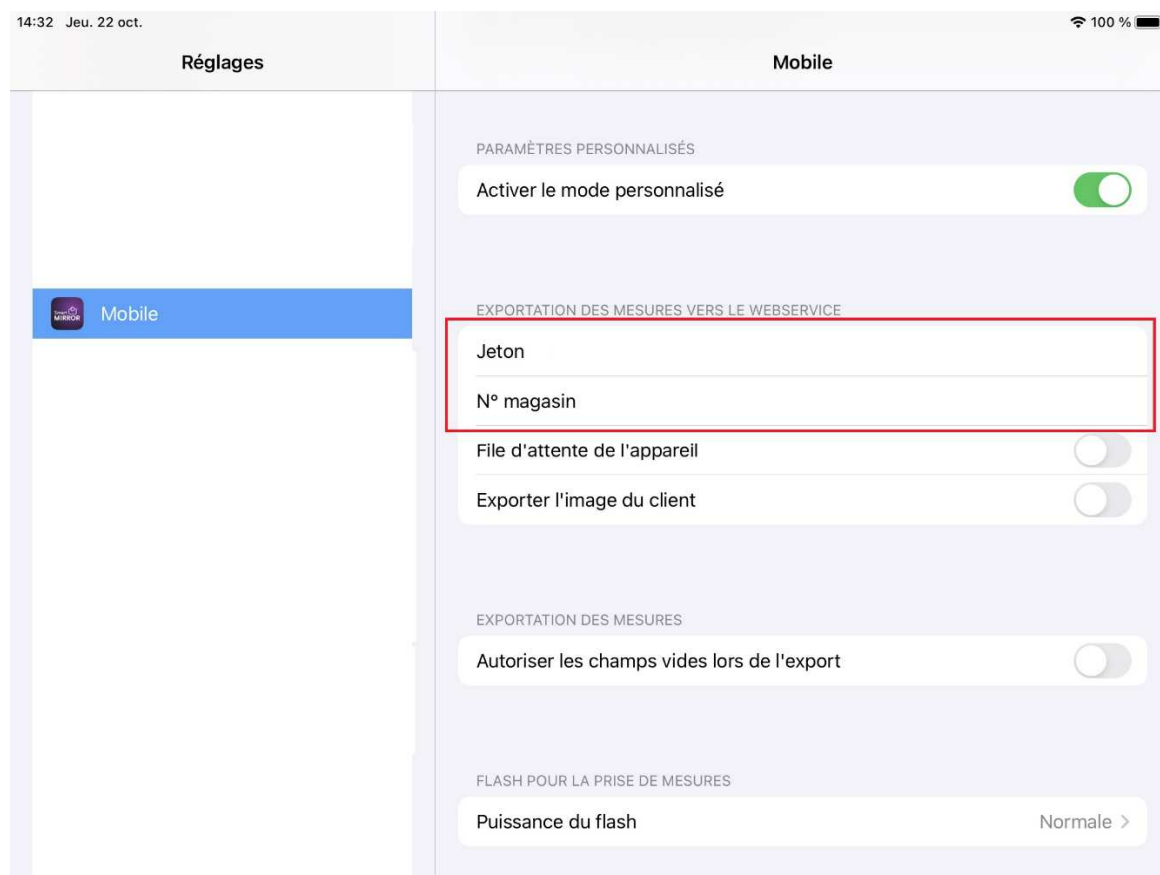 14:32 Jeu. 22 oct.
100 %
Réglages
Mobile
PARAMÈTRES PERSONNALISÉS
Activer le mode personnalisé
MIRROR
Mobile
EXPORTATION DES MESURES VERS LE WEBSERVICE
Jeton
N° magasin
File d'attente de l'appareil
Exporter l'image du client
EXPORTATION DES MESURES
Autoriser les champs vides lors de l'export
FLASH POUR LA PRISE DE MESURES
Puissance du flash
Normale